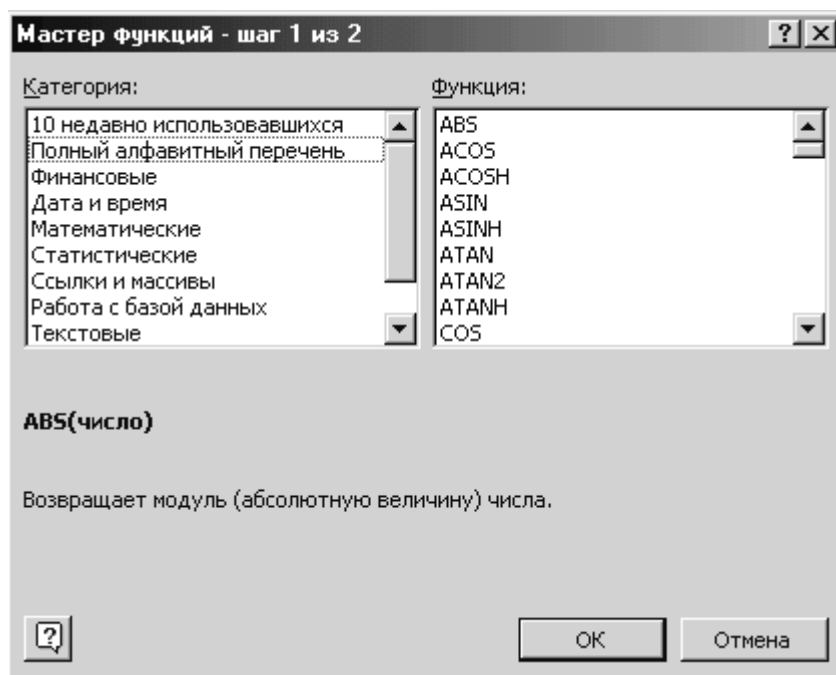 Мастер функций - шаг 1 из 2
Категория:
10 недавно использовавшихся
Полный алфавитный перечень
Финансовые
Дата и время
Математические
Статистические
Ссылки и массивы
Работа с базой данных
Текстовые
Функция:
ABS
ACOS
ACOSH
ASIN
ASINH
ATAN
ATAN2
ATANH
COS
ABS(число)
Возвращает модуль (абсолютную величину) числа.
ОК
Отмена